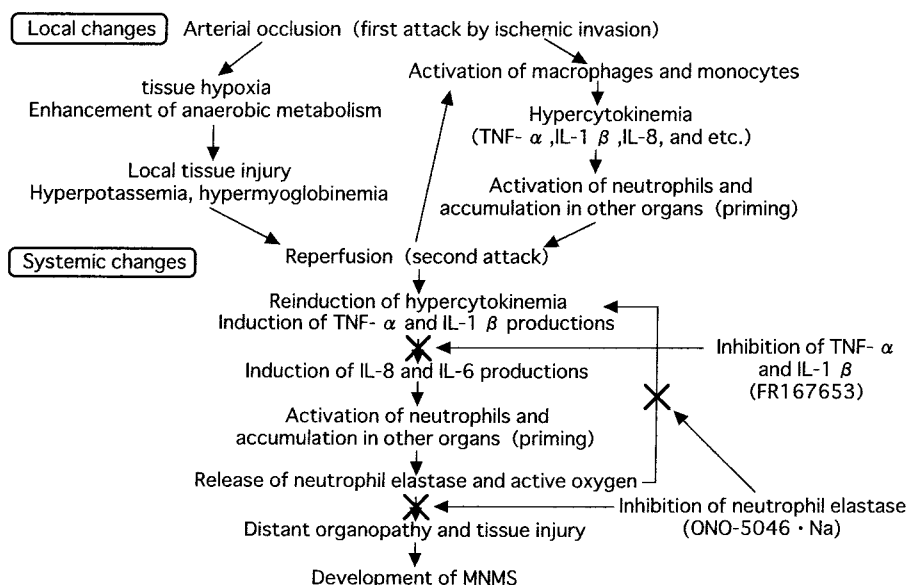 Local changes
Arterial occlusion (first attack by ischemic invasion)
tissue hypoxia
Enhancement of anaerobic metabolism
Local tissue injury
Hyperpotassemia, hypermyoglobinemia
Activation of macrophages and monocytes
Hypercytokinemia
(TNF- α ,IL-1 β ,IL-8, and etc.)
Activation of neutrophils and
accumulation in other organs (priming)
Systemic changes
Reperfusion (second attack)
Reinduction of hypercytokinemia
Induction of TNF- α and IL-1 β productions
Induction of IL-8 and IL-6 productions
Activation of neutrophils and
accumulation in other organs (priming)
Release of neutrophil elastase and active oxygen
Distant organopathy and tissue injury
Development of MNMS
Inhibition of TNF- α
and IL-1 β
(FR167653)
Inhibition of neutrophil elastase
(ONO-5046・Na)